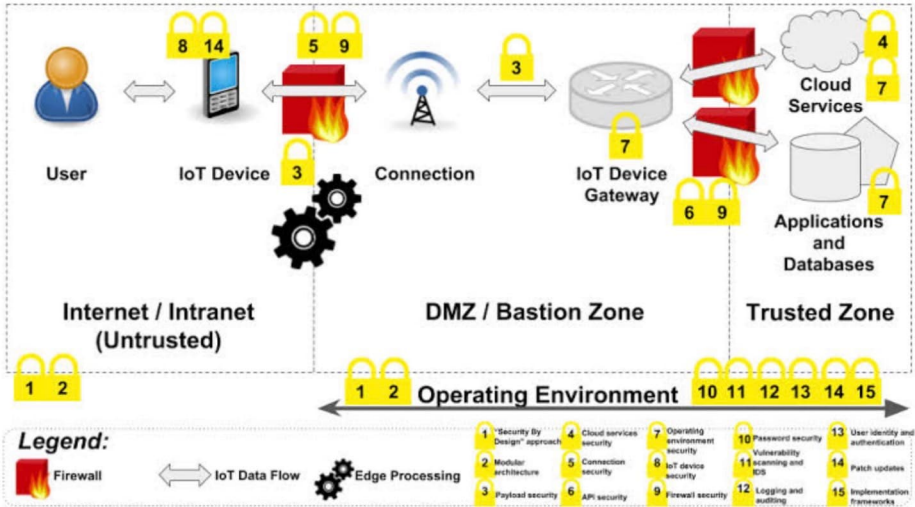 8 14
5 9
3
4
7
User
IoT Device
3
Connection
7
IoT Device
Gateway
6 9
Cloud
Services
7
Applications
and
Databases
Internet / Intranet
(Untrusted)
DMZ / Bastion Zone
Trusted Zone
1 2
1 2
Operating Environment
10 11 12 13 14 15
Legend:
Firewall
IoT Data Flow
Edge Processing
1 "Security By
Design" approach
2 Modular
architecture
3 Payload security
4 Cloud services
security
5 Connection
security
6 API security
7 Operating
environment
security
8 IoT device
security
9 Firewall security
10 Password security
11 Vulnerability
scanning and
IDS
12 Logging and
auditing
13 User identity and
authentication
14 Patch updates
15 Implementation
frameworks